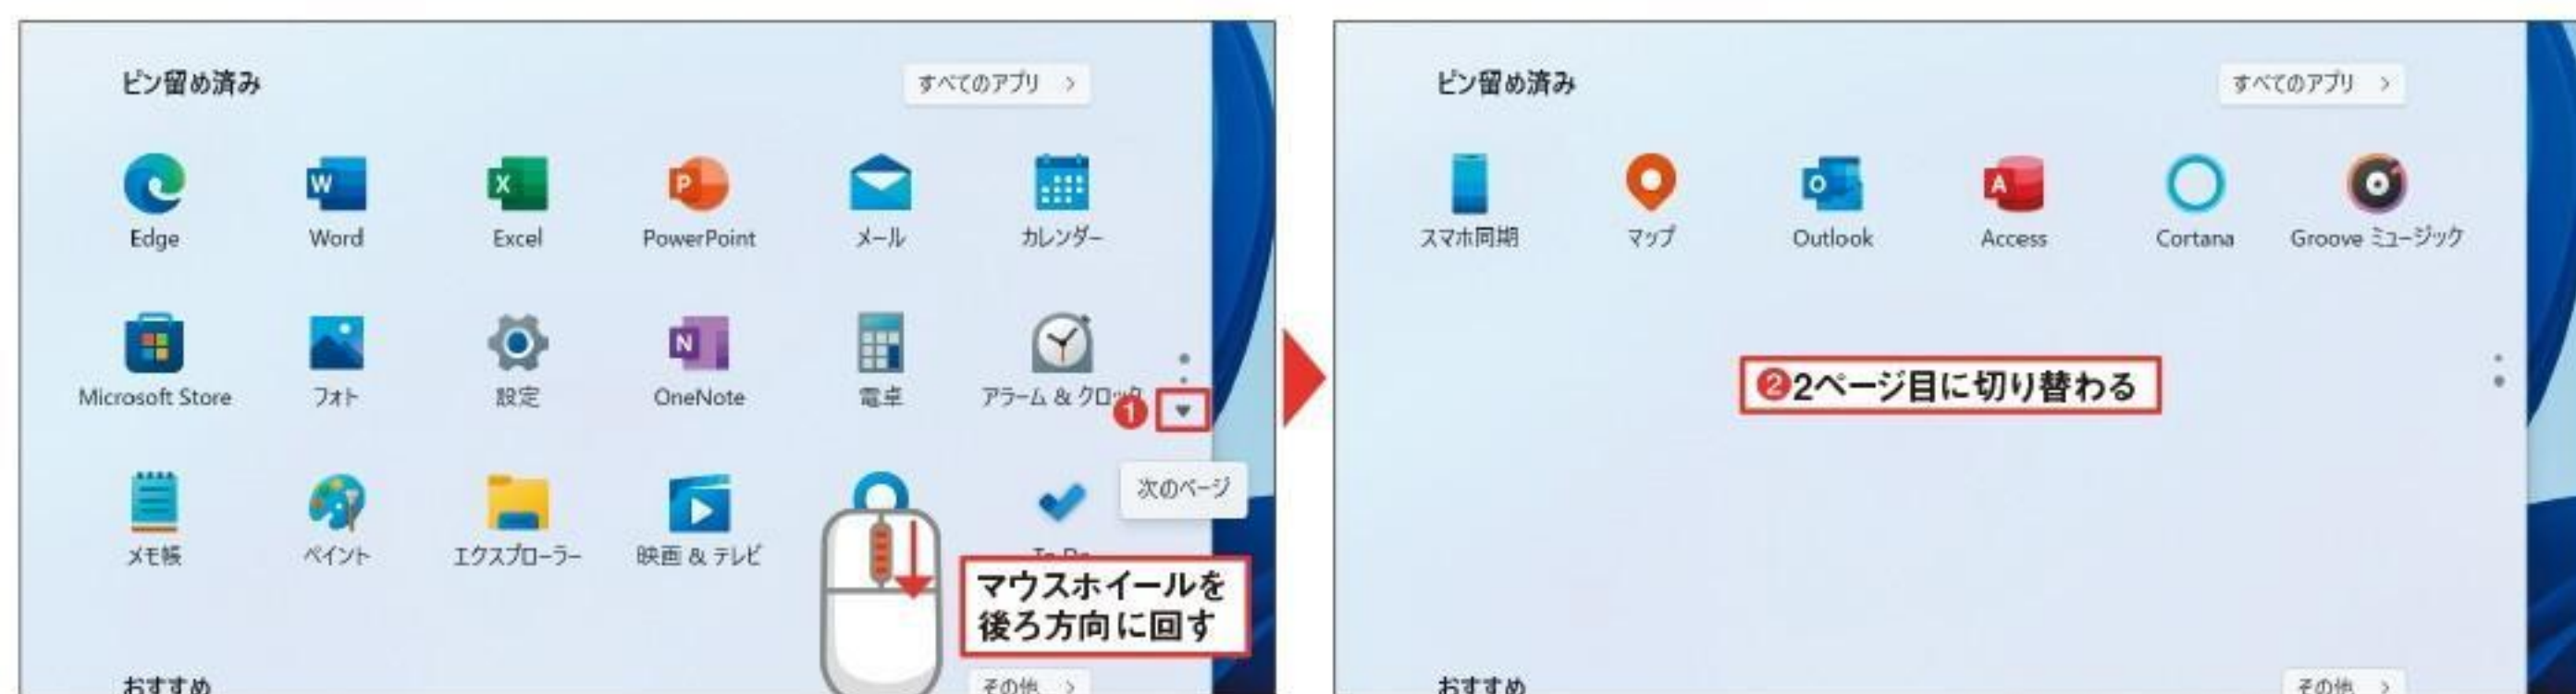 ピン留め済み
すべてのアプリ >
Edge
Word
Excel
PowerPoint
メール
カレンダー
Microsoft Store
フォト
設定
OneNote
電卓
アラーム & クロック
❶
次のページ
メモ帳
ペイント
エクスプローラー
映画 & テレビ
To Do
マウスホイールを
後ろ方向に回す
おすすめ
その他 >
ピン留め済み
すべてのアプリ >
スマホ同期
マップ
Outlook
Access
Cortana
Groove ミュージック
❷2ページ目に切り替わる
おすすめ
その他 >